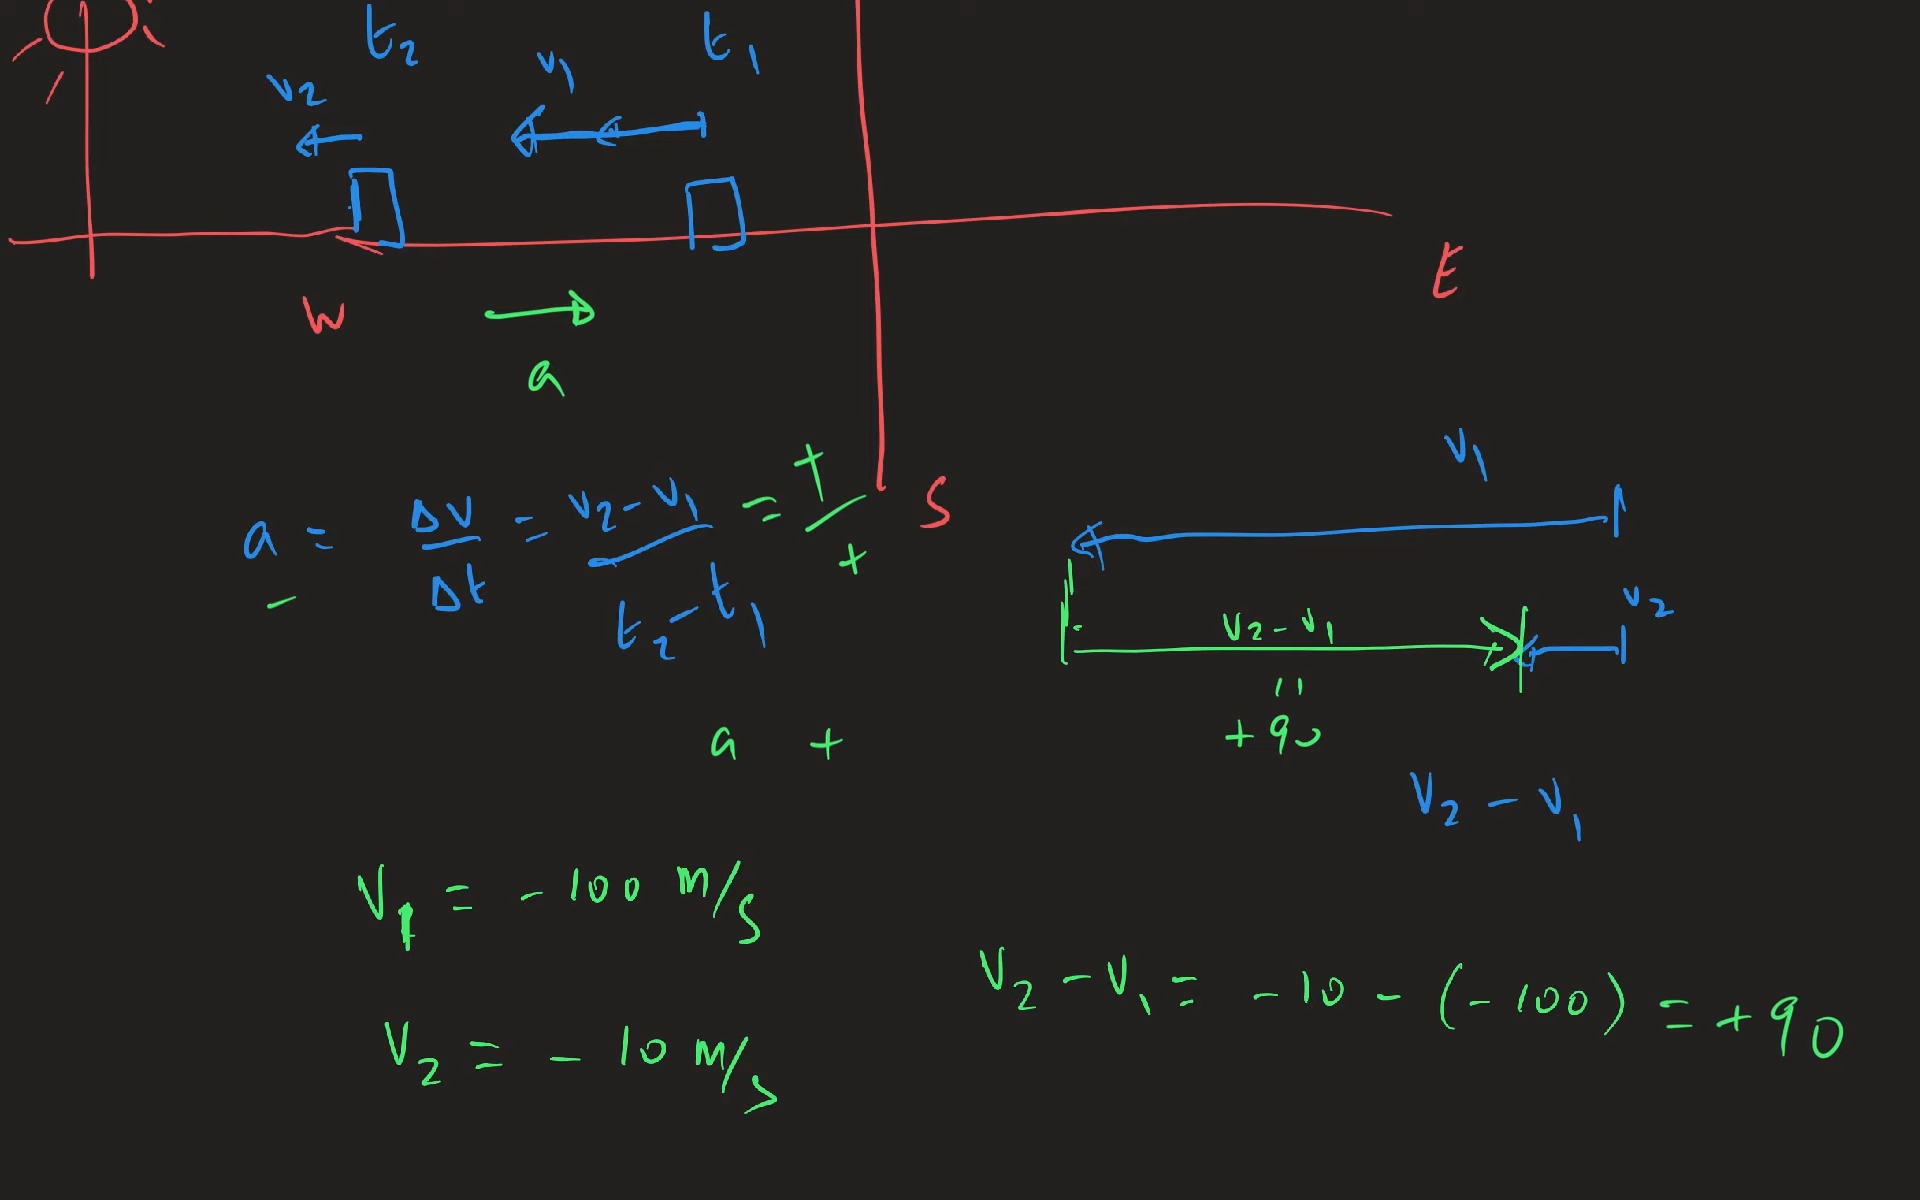 t₂
t₁
v₂
v₁
W
E
a
a = Δv/Δt = (v₂ - v₁)/(t₂ - t₁) = +/+
S
v₁
v₂
v₂ - v₁
" +90
a +
v₂ - v₁
v₁ = - 100 m/s
v₂ - v₁ = - 10 - (- 100) = + 90
v₂ = - 10 m/s